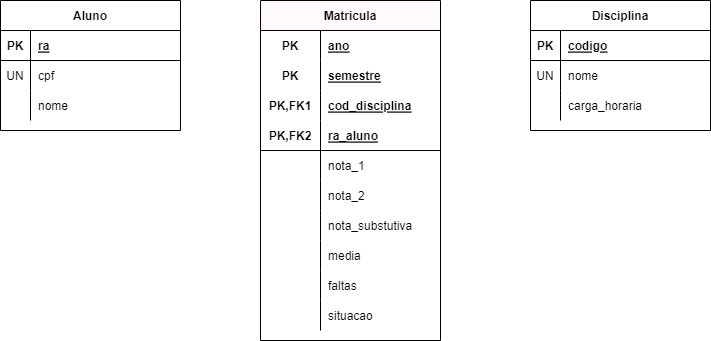 Aluno
PK ra
UN cpf
nome
Matricula
PK ano
PK semestre
PK,FK1 cod_disciplina
PK,FK2 ra_aluno
nota_1
nota_2
nota_substutiva
media
faltas
situacao
Disciplina
PK codigo
UN nome
carga_horaria